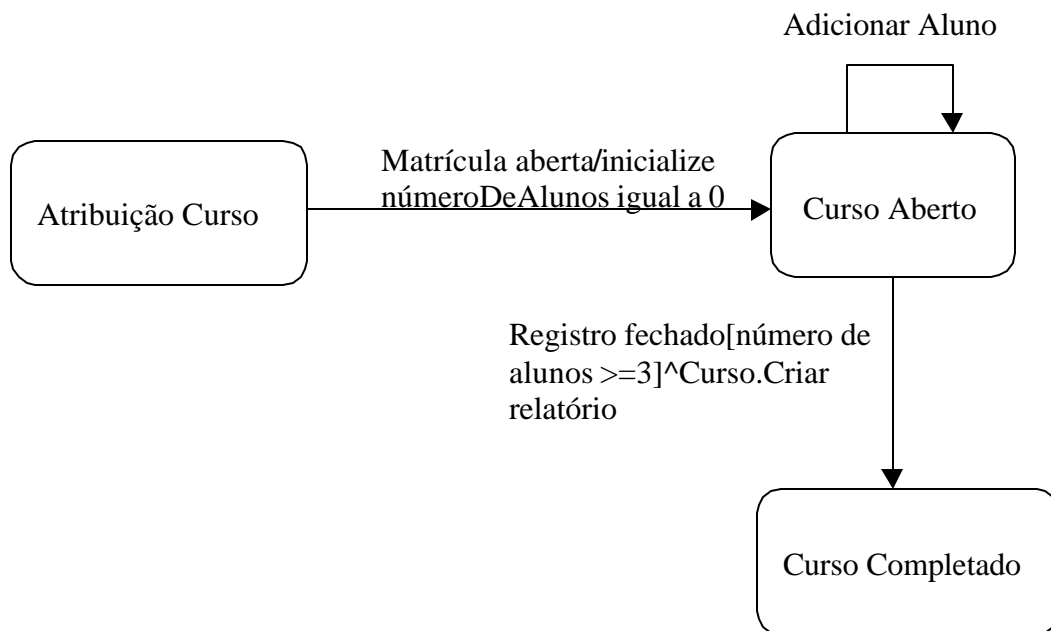 Adicionar Aluno
Matrícula aberta/inicialize
númeroDeAlunos igual a 0
Atribuição Curso
Curso Aberto
Registro fechado[número de
alunos >=3]^Curso.Criar
relatório
Curso Completado